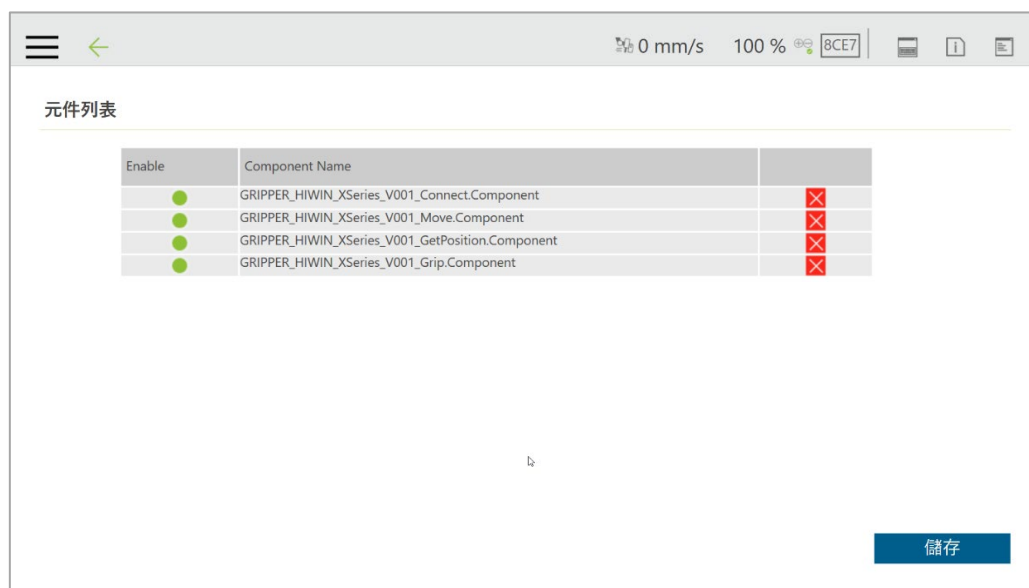 0 mm/s 100 % 8CE7
元件列表
Enable Component Name
GRIPPER_HIWIN_XSeries_V001_Connect.Component
GRIPPER_HIWIN_XSeries_V001_Move.Component
GRIPPER_HIWIN_XSeries_V001_GetPosition.Component
GRIPPER_HIWIN_XSeries_V001_Grip.Component
儲存